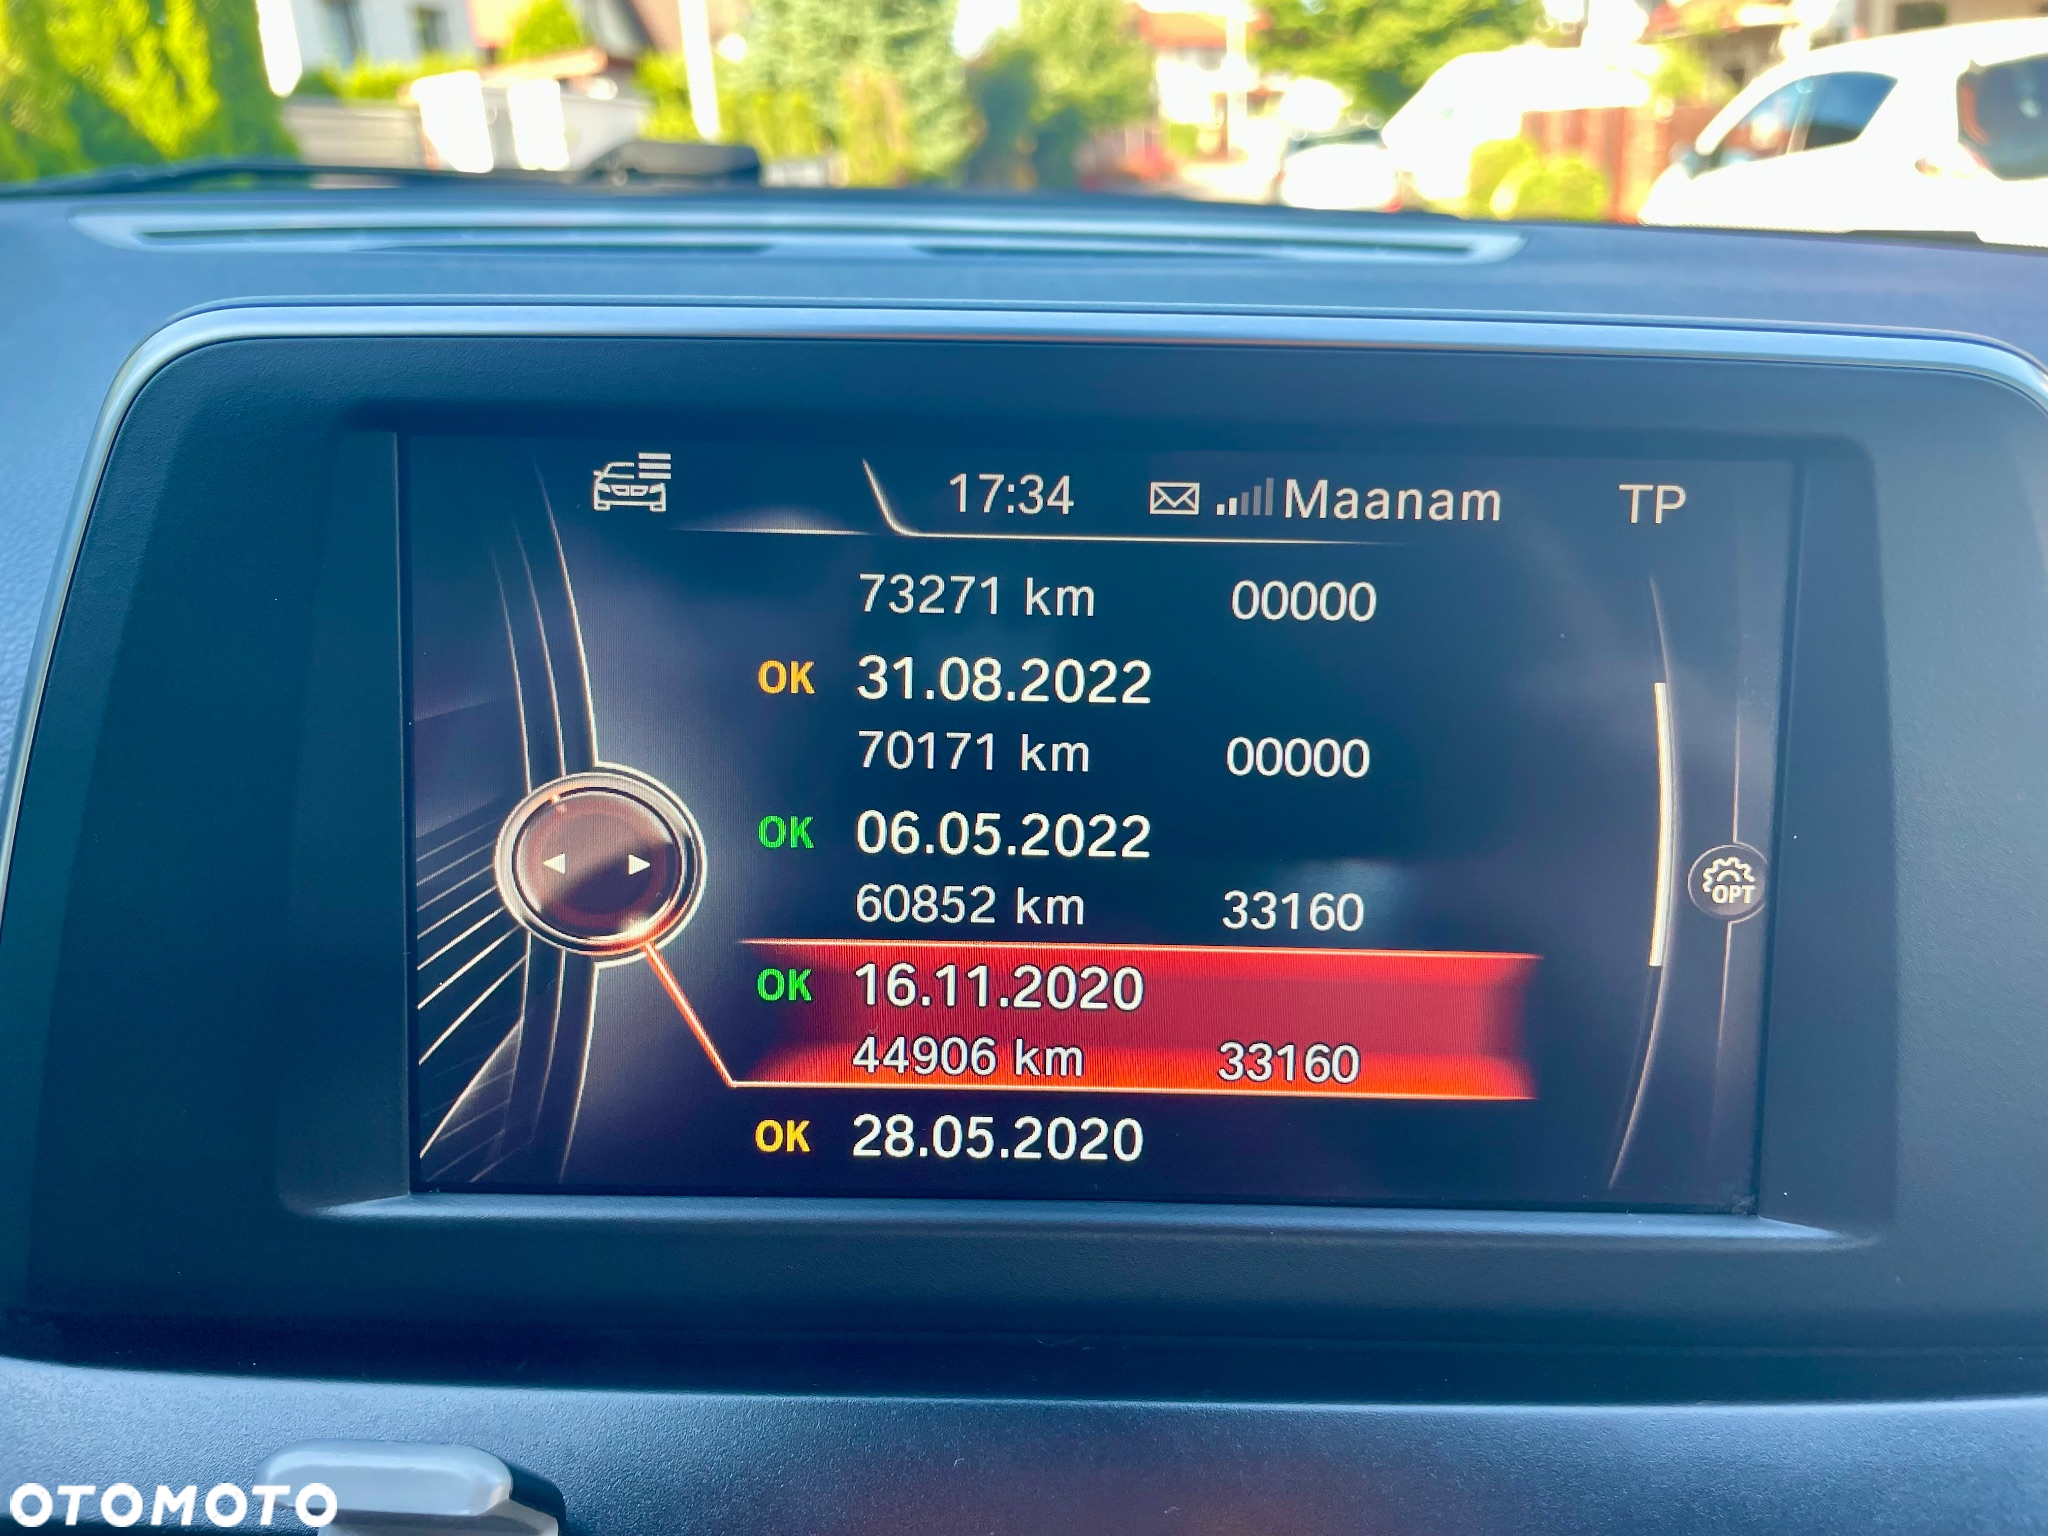 17:34 Maanam TP
73271 km 00000
OK 31.08.2022
70171 km 00000
OK 06.05.2022
60852 km 33160
OK 16.11.2020
44906 km 33160
OK 28.05.2020
OPT
OTOMOTO